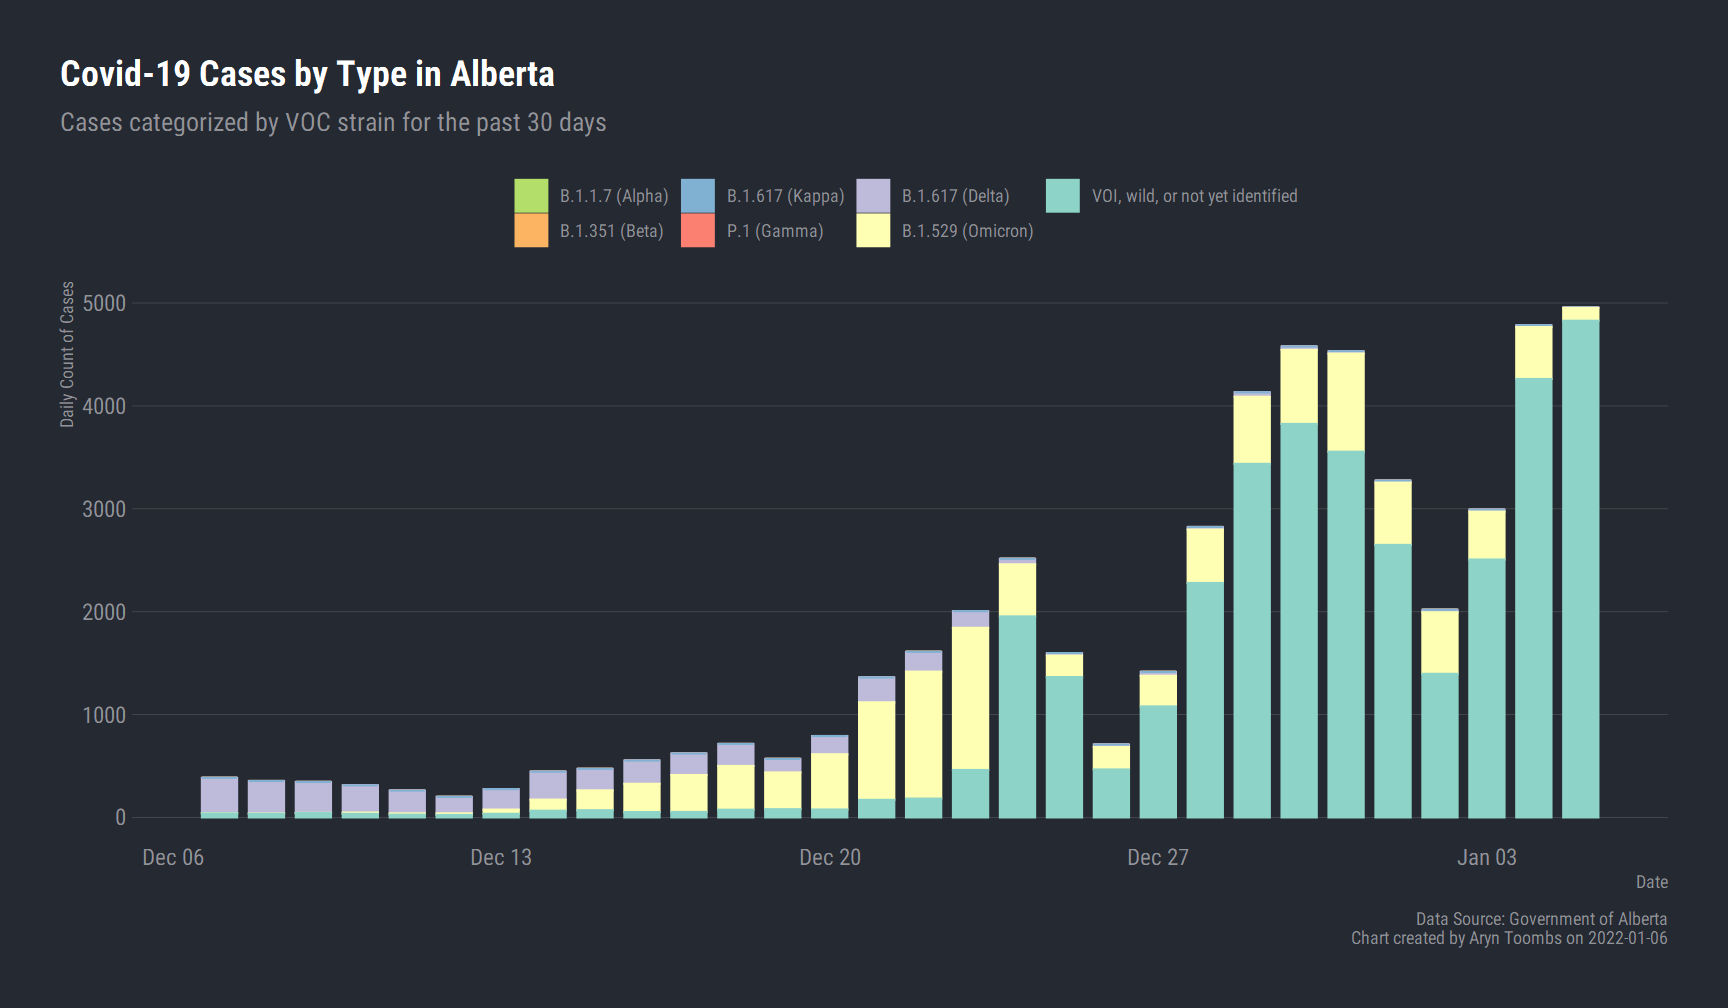 Covid-19 Cases by Type in Alberta
Cases categorized by VOC strain for the past 30 days
B.1.1.7 (Alpha) B.1.617 (Kappa) B.1.617 (Delta) VOI, wild, or not yet identified
B.1.351 (Beta) P.1 (Gamma) B.1.529 (Omicron)
Daily Count of Cases
5000
4000
3000
2000
1000
0
Dec 06 Dec 13 Dec 20 Dec 27 Jan 03
Date
Data Source: Government of Alberta
Chart created by Aryn Toombs on 2022-01-06